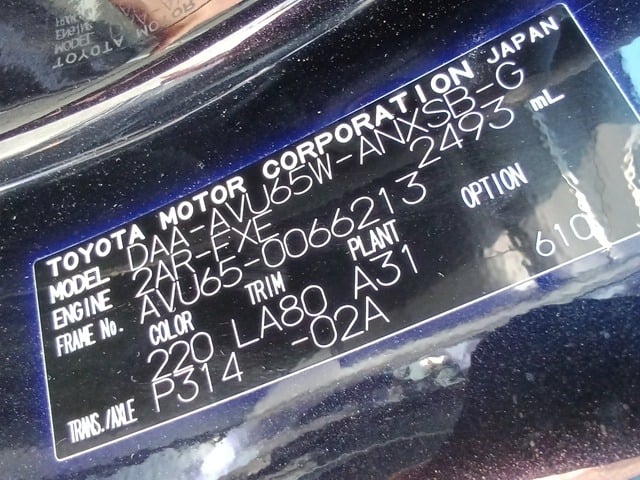 TOYOTA MOTOR CORPORATION JAPAN
MODEL DAA-AVU65W-ANXSB-G
ENGINE 2AR-FXE 2493 mL
FRAME No. AVU65-0066213
COLOR TRIM PLANT OPTION
220 LA80 A31 610
TRANS./AXLE P314 -02A